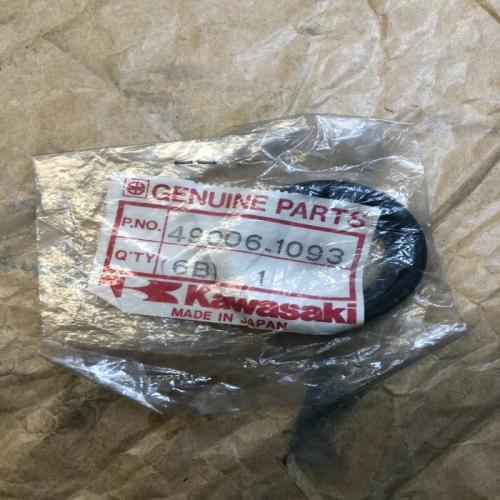 GENUINE PARTS
P.NO. 49006-1093
Q'TY (6B) 1
Kawasaki
MADE IN JAPAN